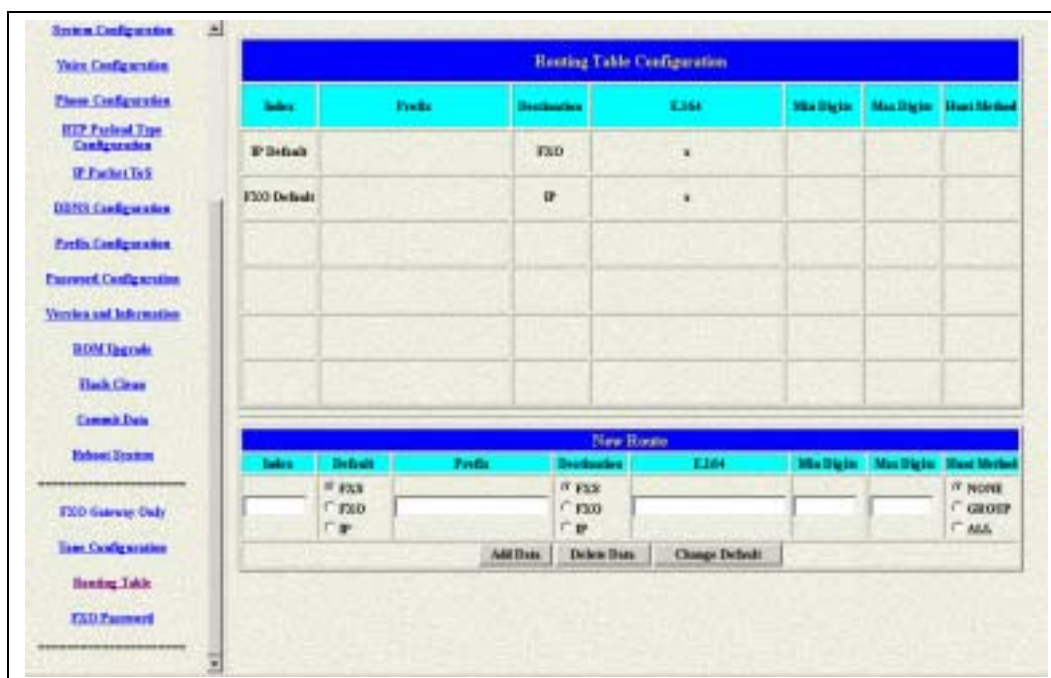 System Configuration
Voice Configuration
Phone Configuration
RTP Payload Type
Configuration
IP Packet ToS
DDNS Configuration
Prefix Configuration
Password Configuration
Version and Information
ROM Upgrade
Flash Clean
Commit Data
Reboot System
FXO Gateway Only
Tone Configuration
Routing Table
FXO Password
Routing Table Configuration
Index Prefix Destination E.164 Min Digits Max Digits Hunt Method
IP Default FXO x
FXO Default IP x
New Route
Index Default Prefix Destination E.164 Min Digits Max Digits Hunt Method
FXS FXS NONE
FXO FXO GROUP
IP IP ALL
Add Data Delete Data Change Default